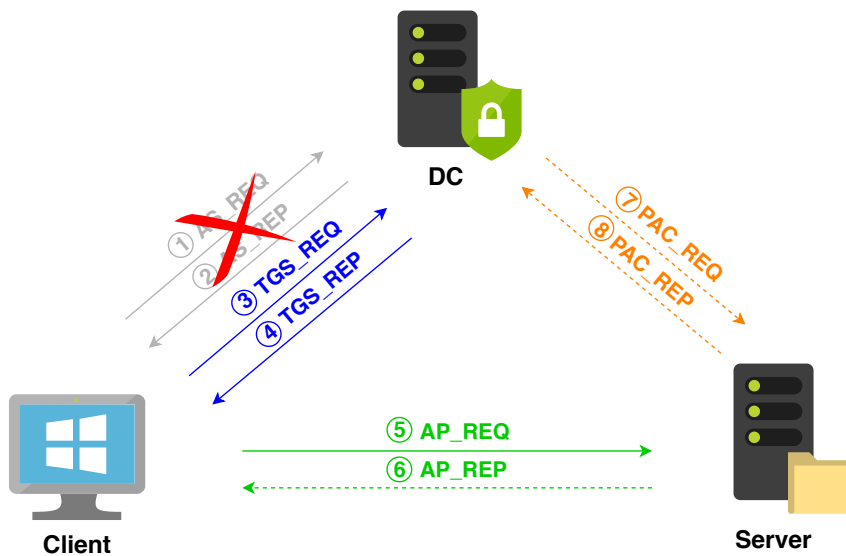 DC
① AS_REQ
② AS_REP
③ TGS_REQ
④ TGS_REP
⑦ PAC_REQ
⑧ PAC_REP
⑤ AP_REQ
⑥ AP_REP
Client
Server